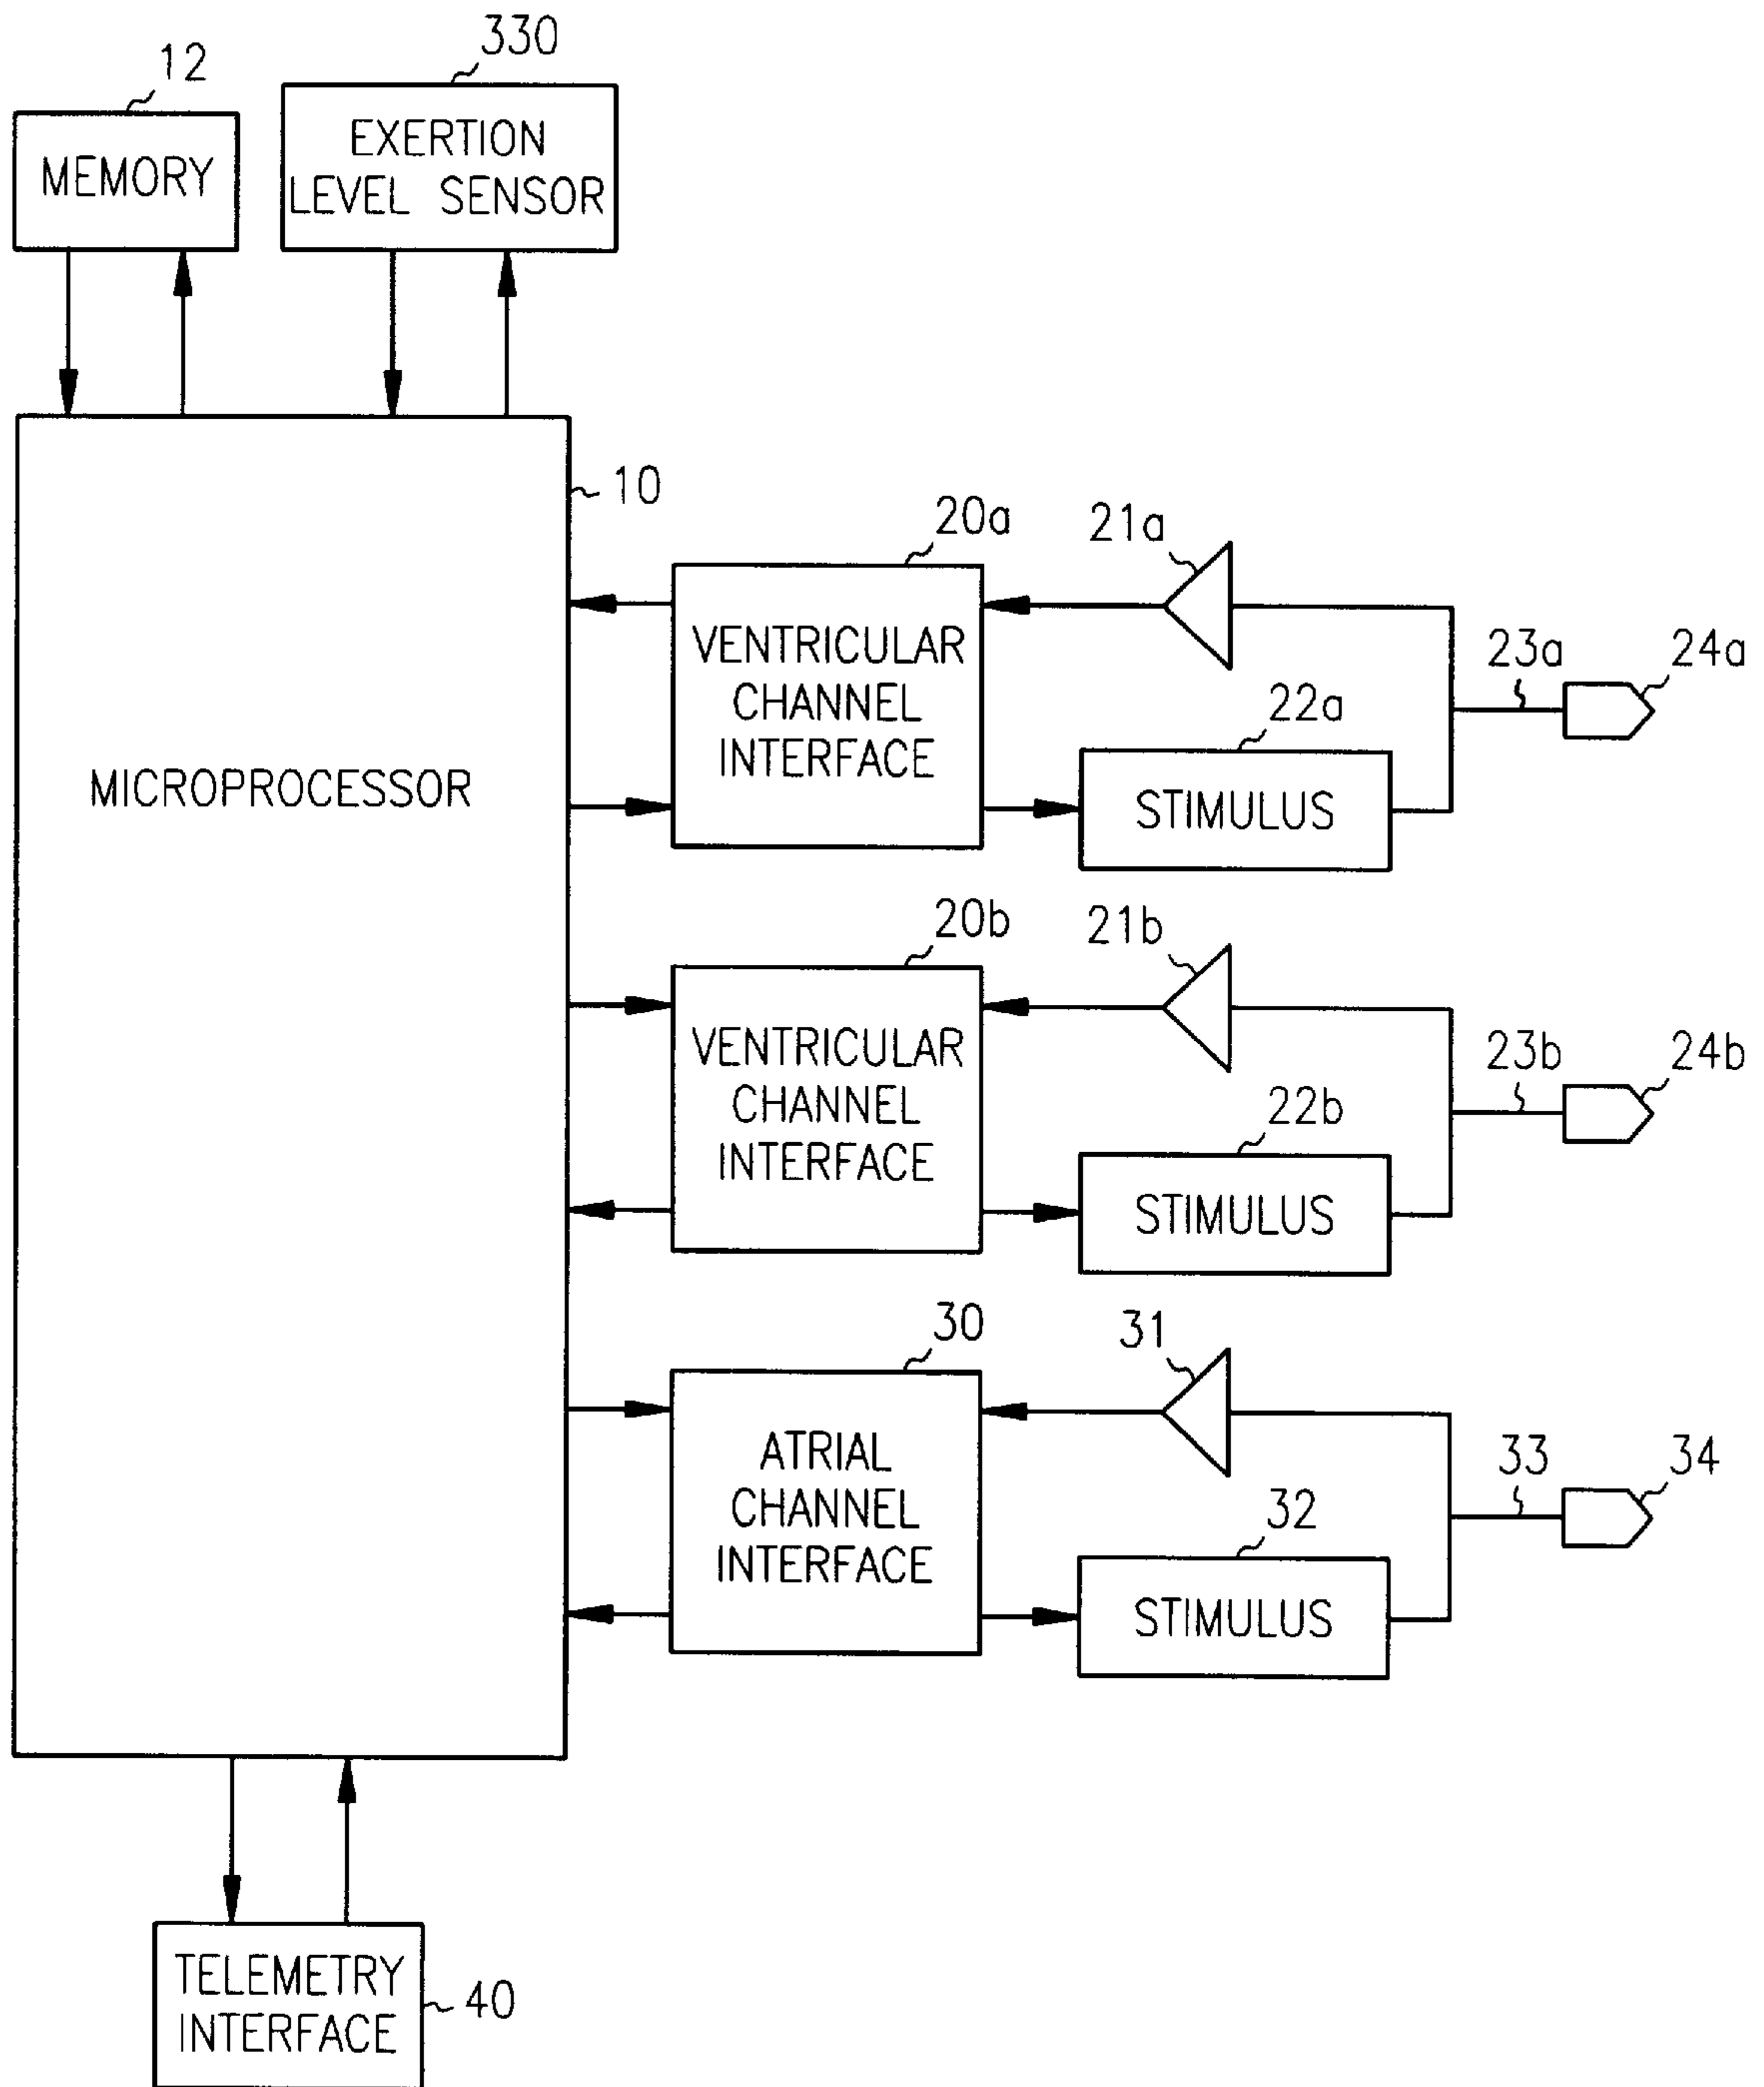 12
330
MEMORY
EXERTION
LEVEL SENSOR
10
MICROPROCESSOR
20a
21a
VENTRICULAR
CHANNEL
INTERFACE
22a
STIMULUS
23a
24a
20b
21b
VENTRICULAR
CHANNEL
INTERFACE
22b
STIMULUS
23b
24b
30
31
ATRIAL
CHANNEL
INTERFACE
32
STIMULUS
33
34
TELEMETRY
INTERFACE
40